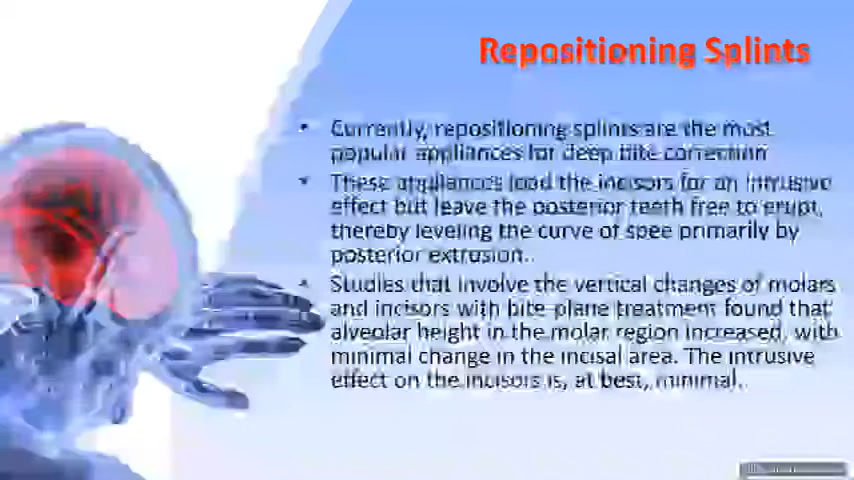 Repositioning Splints
• Currently, repositioning splints are the most
popular appliances for deep bite correction
• These appliances load the incisors for an intrusive
effect but leave the posterior teeth free to erupt,
thereby leveling the curve of spee primarily by
posterior extrusion.
• Studies that involve the vertical changes of molars
and incisors with bite-plane treatment found that
alveolar height in the molar region increased, with
minimal change in the incisal area. The intrusive
effect on the incisors is, at best, minimal.